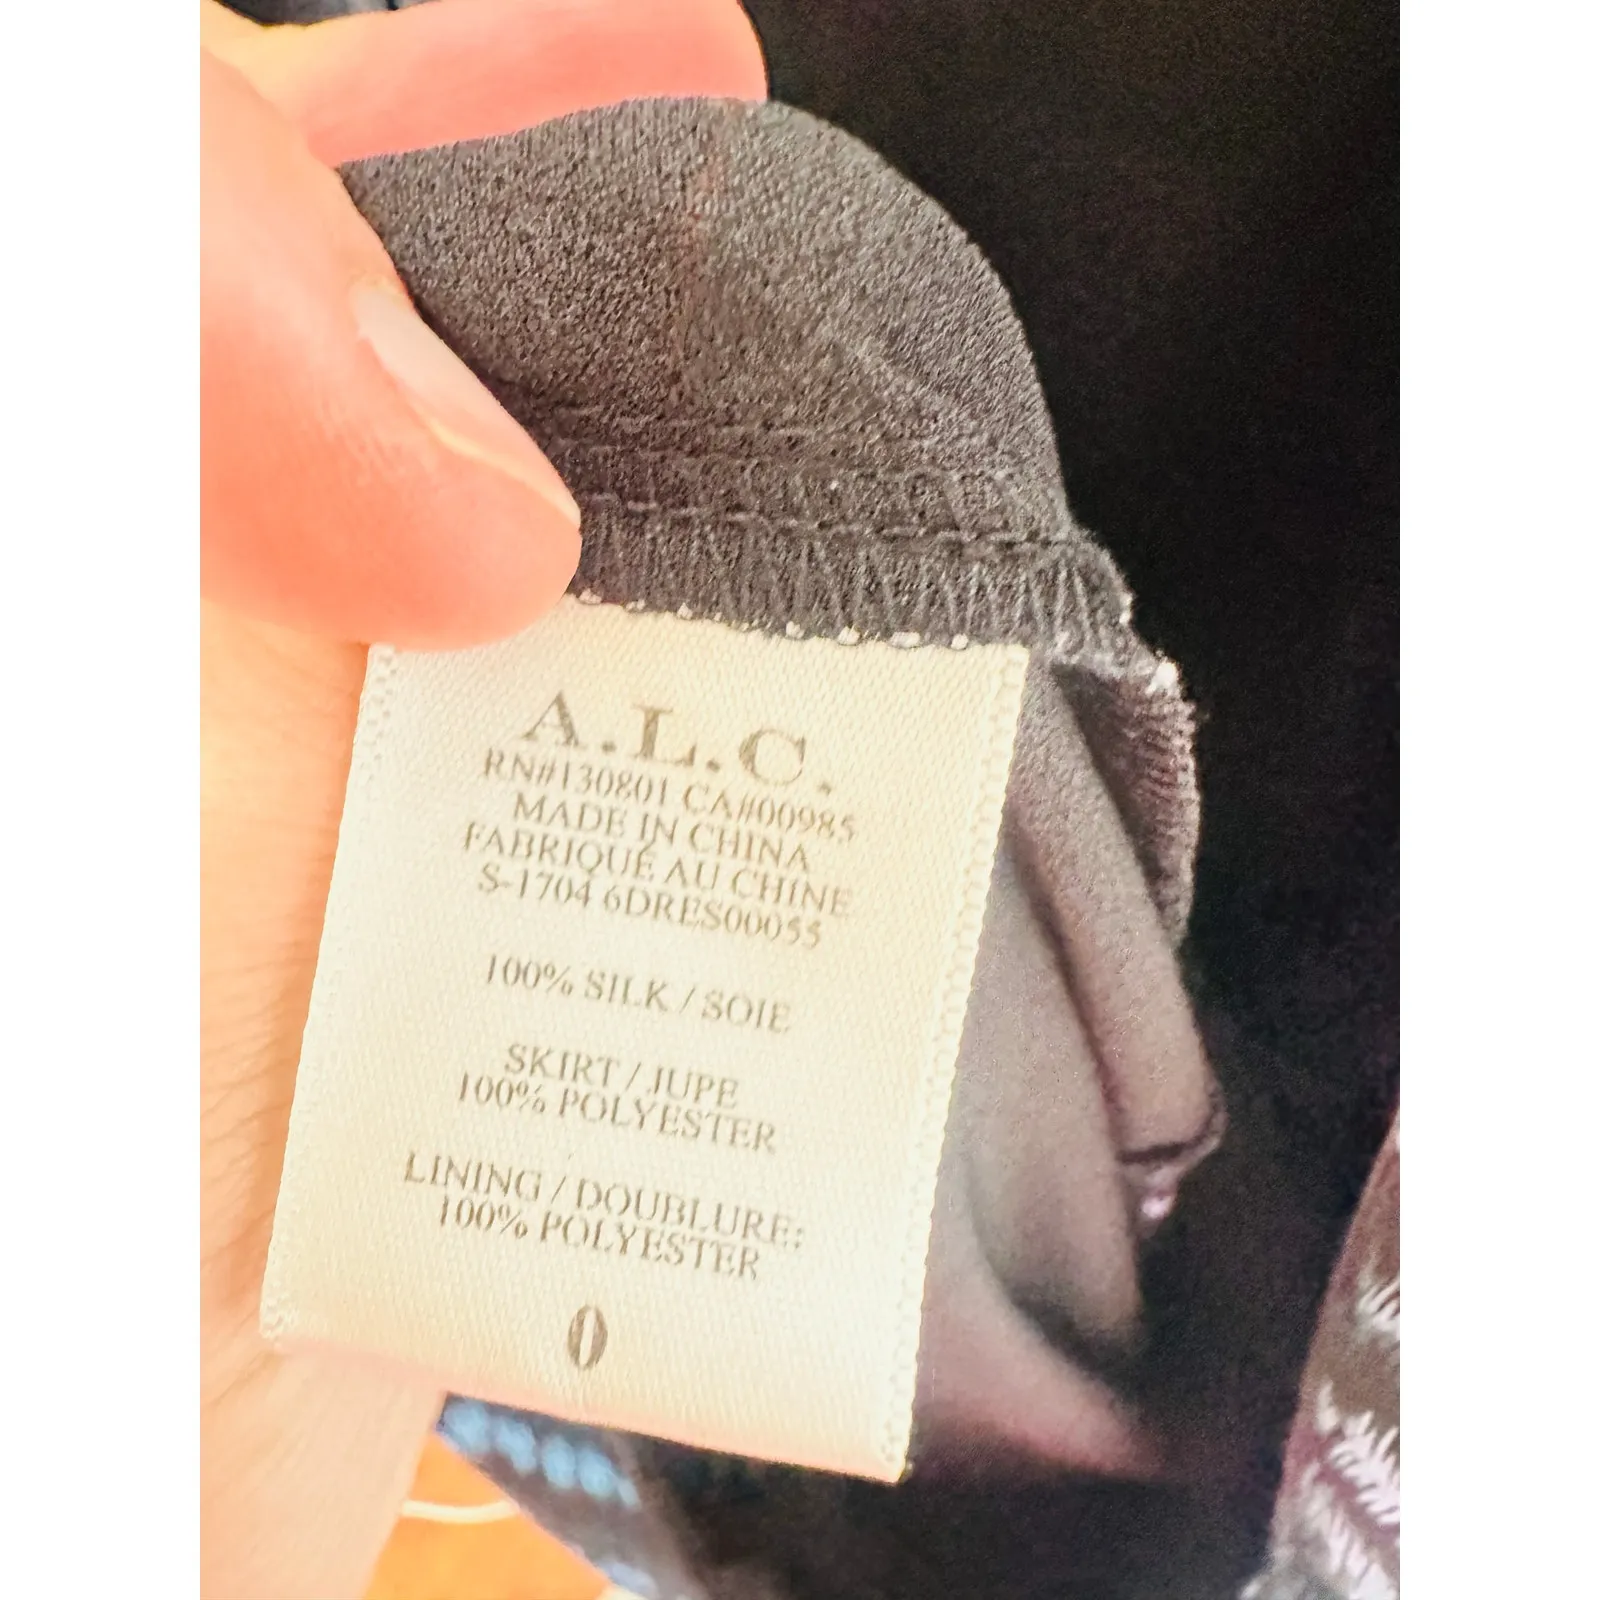 A.L.C.
RN#130801 CA#00985
MADE IN CHINA
FABRIQUÉ AU CHINE
S-1704 6DRES00055
100% SILK / SOIE
SKIRT / JUPE
100% POLYESTER
LINING / DOUBLURE:
100% POLYESTER
0